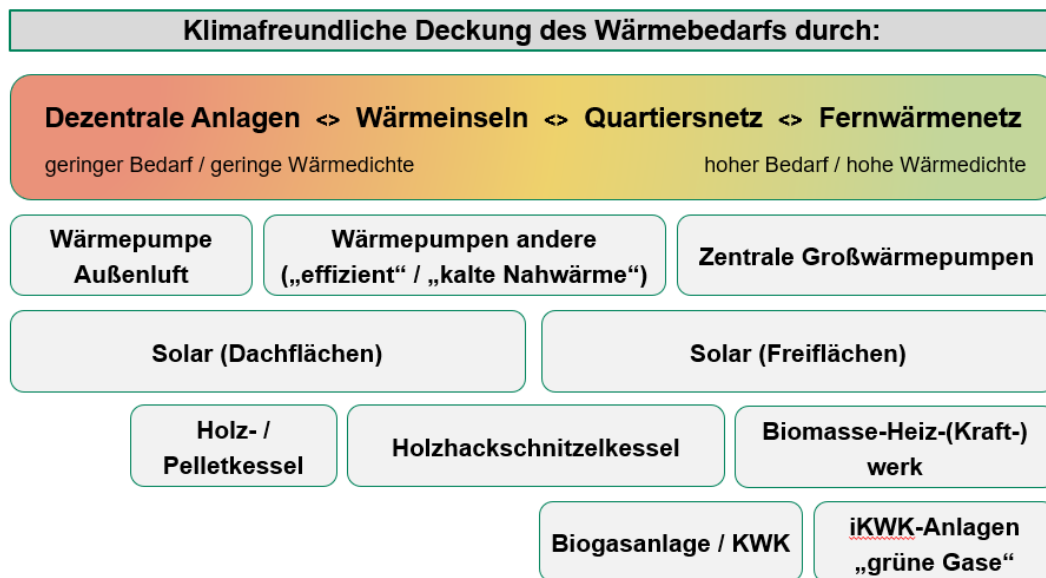 Klimafreundliche Deckung des Wärmebedarfs durch:
Dezentrale Anlagen <> Wärmeinseln <> Quartiersnetz <> Fernwärmenetz
geringer Bedarf / geringe Wärmedichte
hoher Bedarf / hohe Wärmedichte
Wärmepumpe
Außenluft
Wärmepumpen andere
(„effizient“ / „kalte Nahwärme“)
Zentrale Großwärmepumpen
Solar (Dachflächen)
Solar (Freiflächen)
Holz- /
Pelletkessel
Holzhackschnitzelkessel
Biomasse-Heiz-(Kraft-)
werk
Biogasanlage / KWK
iKWK-Anlagen
„grüne Gase“